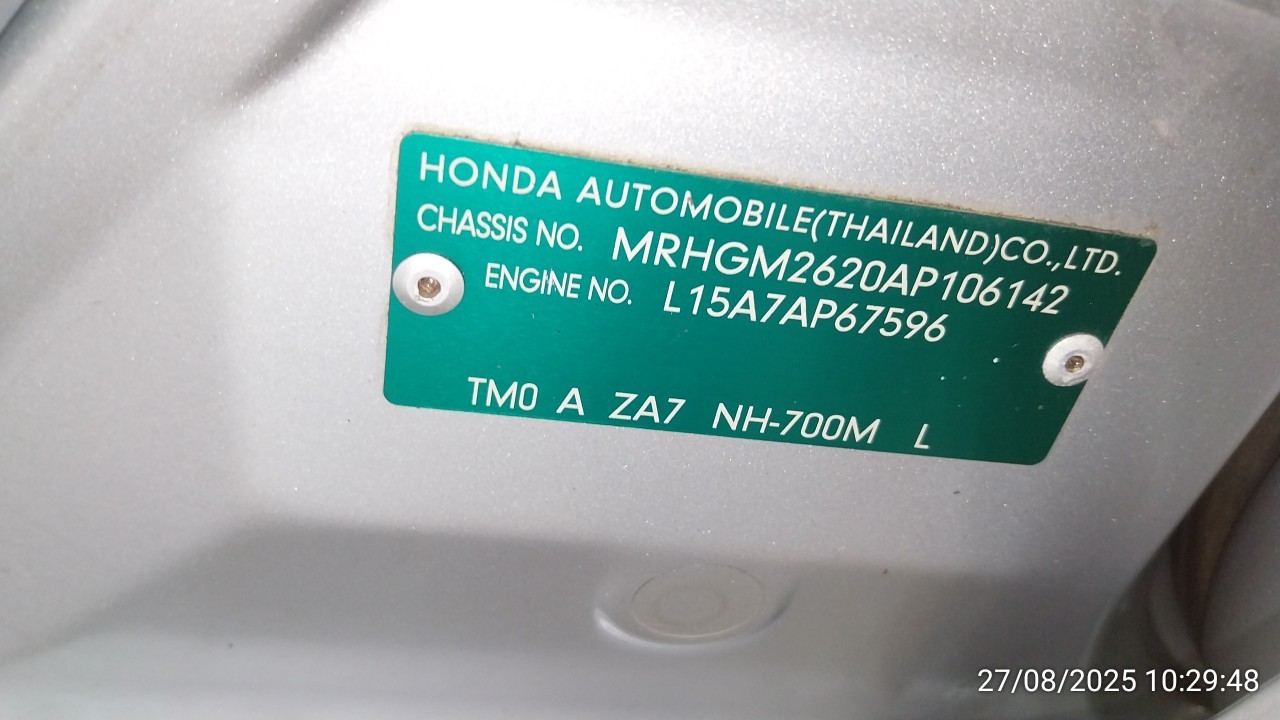 HONDA AUTOMOBILE(THAILAND)CO.,LTD.
CHASSIS NO. MRHGM2620AP106142
ENGINE NO. L15A7AP67596
TM0 A ZA7 NH-700M L
27/08/2025 10:29:48